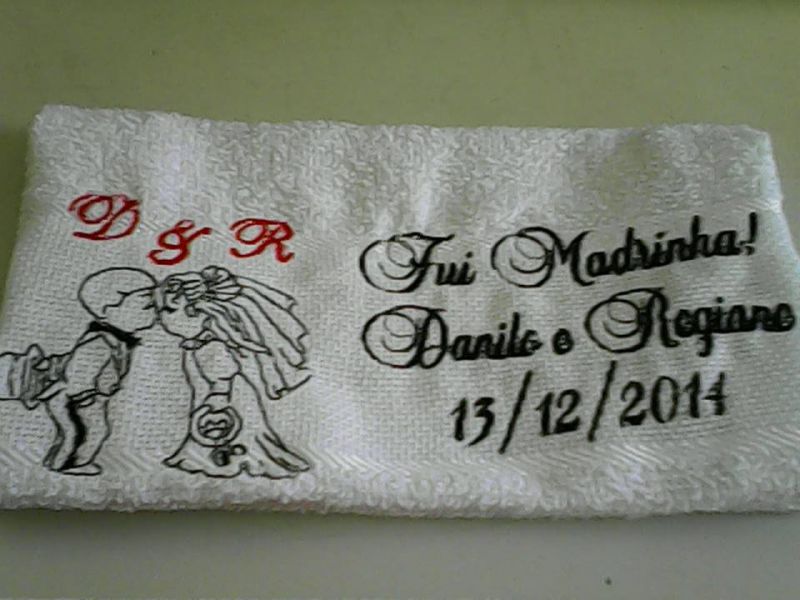 D & R
Fui Madrinha!
Danilo e Regiane
13/12/2014